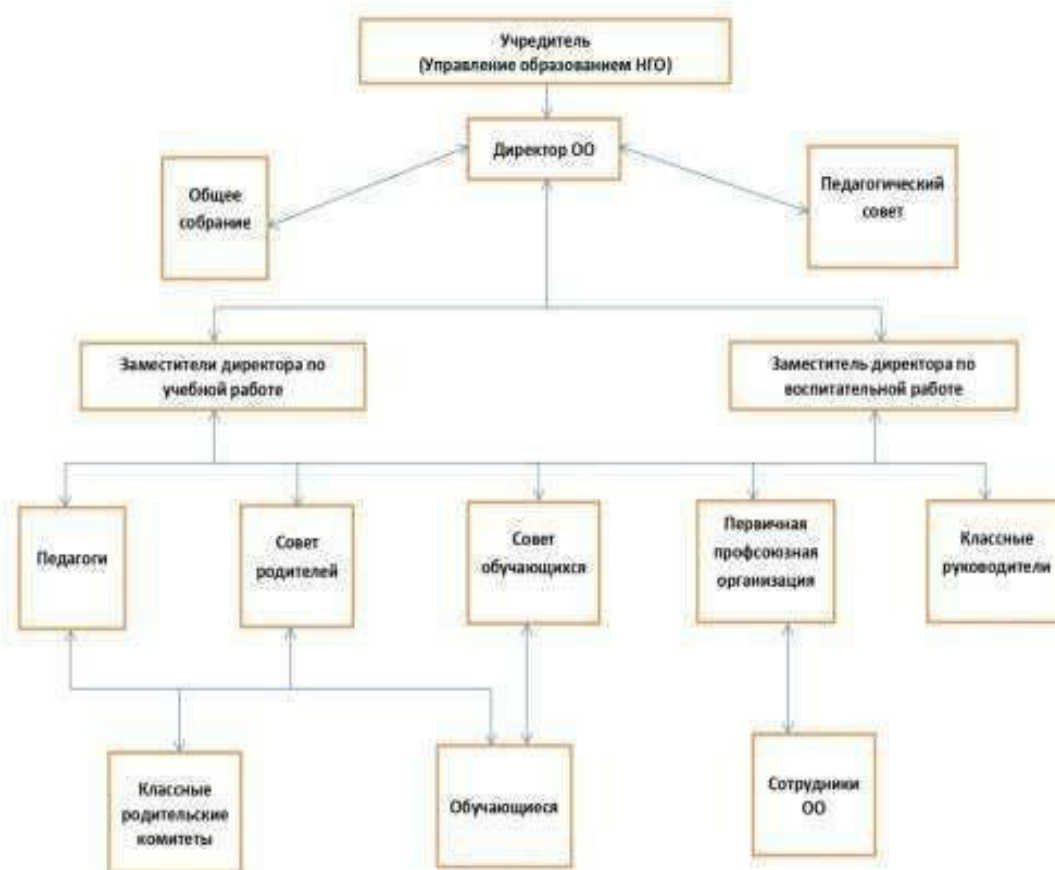 Учредитель
(Управление образованием НГО)
Директор ОО
Общее
собрание
Педагогический
совет
Заместители директора по
учебной работе
Заместитель директора по
воспитательной работе
Педагоги
Совет
родителей
Совет
обучающихся
Первичная
профсоюзная
организация
Классные
руководители
Классные
родительские
комитеты
Обучающиеся
Сотрудники
ОО